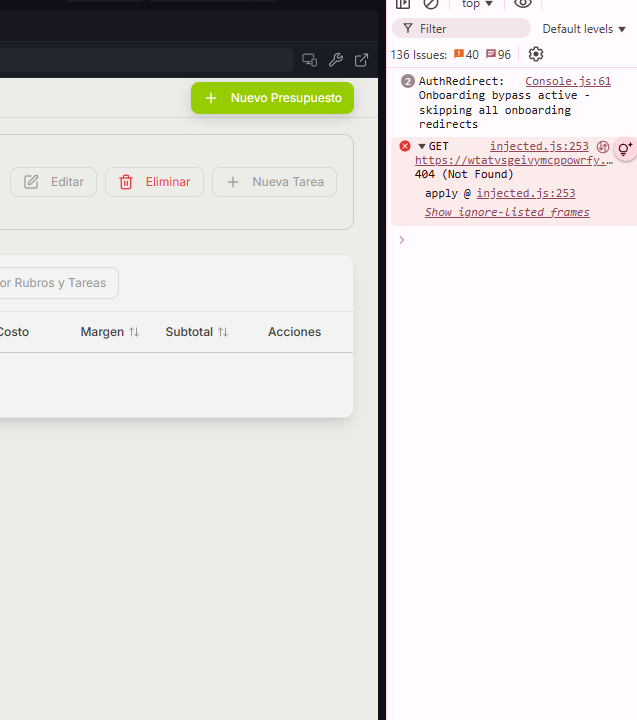 top
Filter
Default levels
136 Issues: 40 96
Nuevo Presupuesto
2 AuthRedirect: Console.js:61
Onboarding bypass active -
skipping all onboarding
redirects
GET injected.js:253
https://wtatvsgeivymcppowrfy.…
404 (Not Found)
apply @ injected.js:253
Show ignore-listed frames
Editar
Eliminar
Nueva Tarea
or Rubros y Tareas
Costo Margen Subtotal Acciones